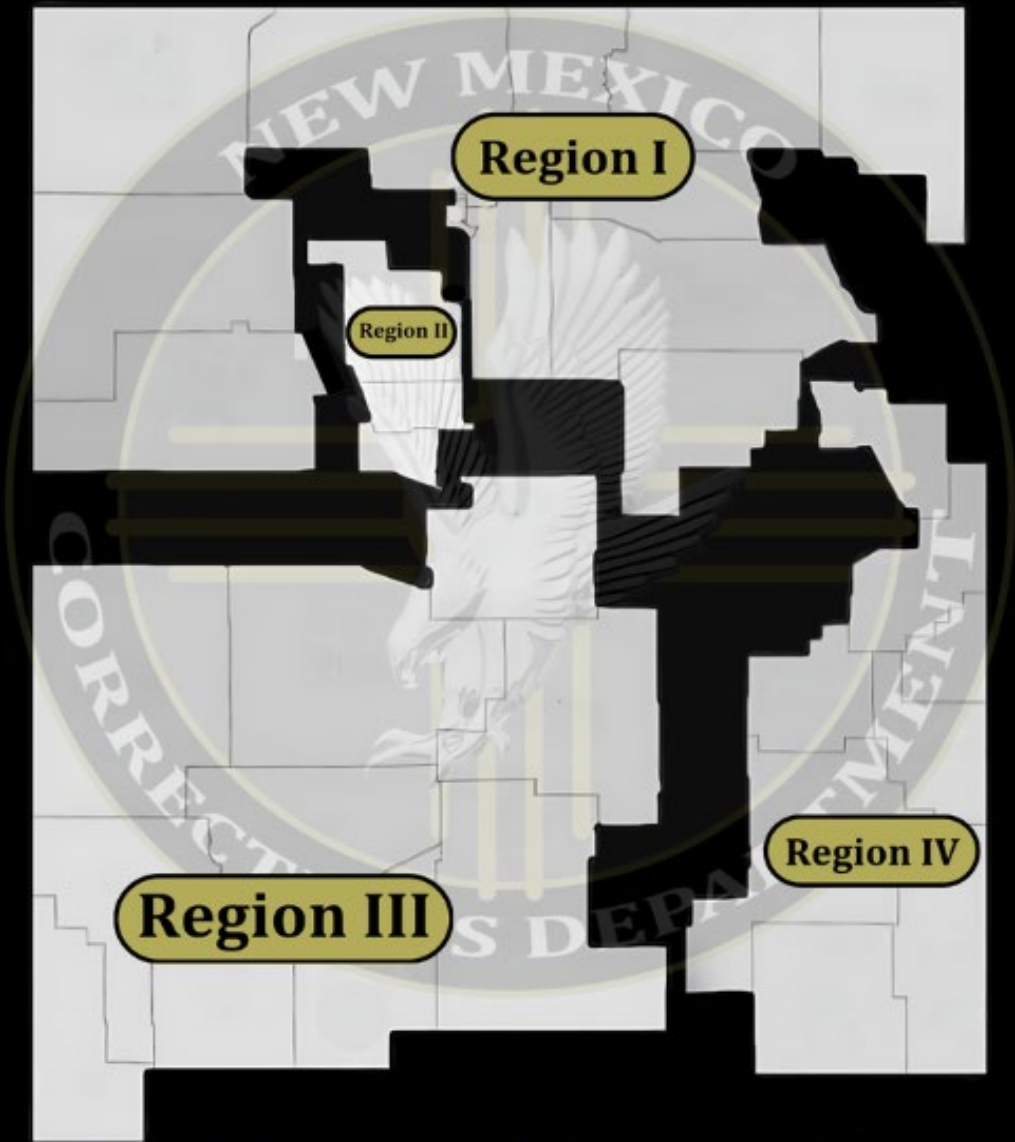 NEW MEXICO
Region I
Region II
CORRECTIONS DEPARTMENT
Region III
Region IV